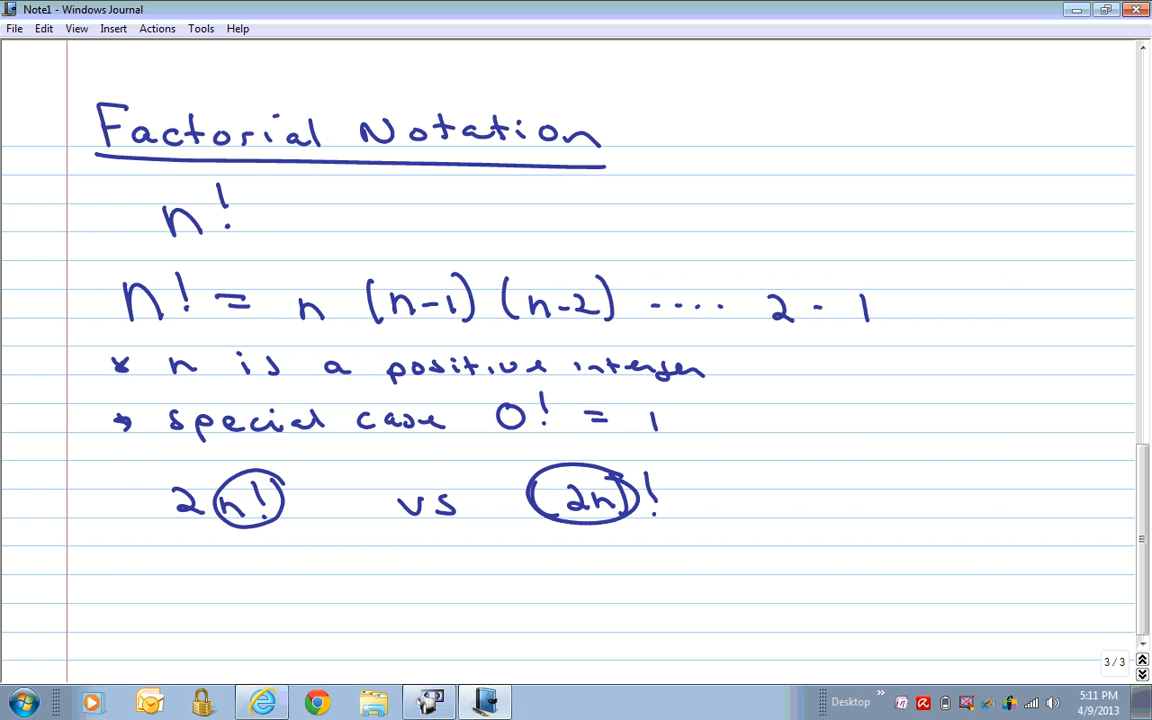 Note1 - Windows Journal
File Edit View Insert Actions Tools Help
Factorial Notation
n!
n! = n (n-1) (n-2) .... 2 - 1
* n is a positive integer
* special case 0! = 1
2 n! vs (2n)!
3 / 3
Desktop
5:11 PM
4/9/2013